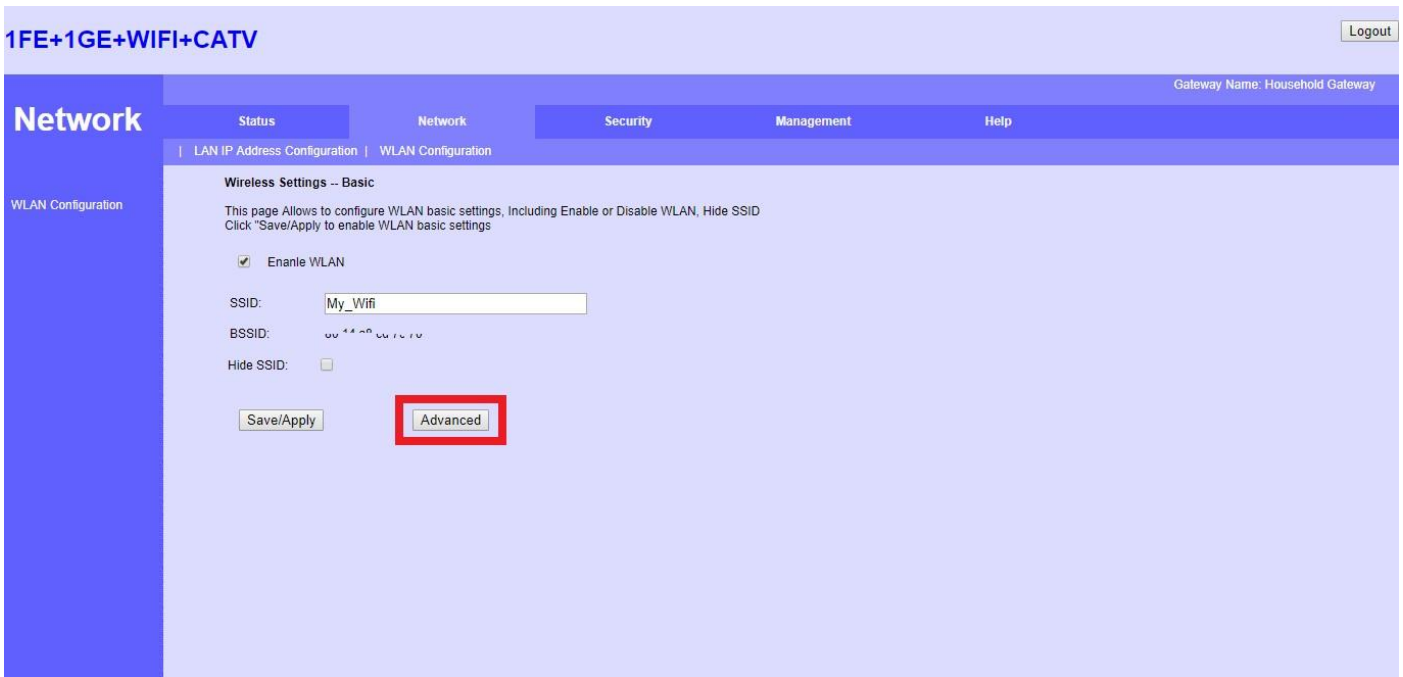 1FE+1GE+WIFI+CATV
Logout
Gateway Name: Household Gateway
Network
Status Network Security Management Help
| LAN IP Address Configuration | WLAN Configuration
WLAN Configuration
Wireless Settings -- Basic
This page Allows to configure WLAN basic settings, Including Enable or Disable WLAN, Hide SSID
Click "Save/Apply to enable WLAN basic settings
Enanle WLAN
SSID: My_Wifi
BSSID:
Hide SSID:
Save/Apply Advanced